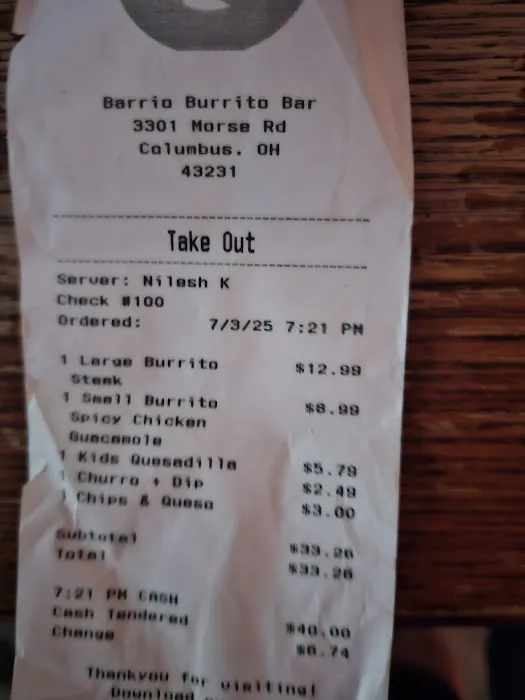 Barrio Burrito Bar
3301 Morse Rd
Columbus, OH
43231
Take Out
Server: Nilesh K
Check #100
Ordered: 7/3/25 7:21 PM
1 Large Burrito $12.99
Steak
1 Small Burrito $8.99
Spicy Chicken
Guacamole
1 Kids Quesadilla $5.79
1 Churro + Dip $2.49
1 Chips & Queso $3.00
Subtotal $33.26
Total $33.26
7:21 PM CASH
Cash Tendered $40.00
Change $6.74
Thankyou for visiting!
Download